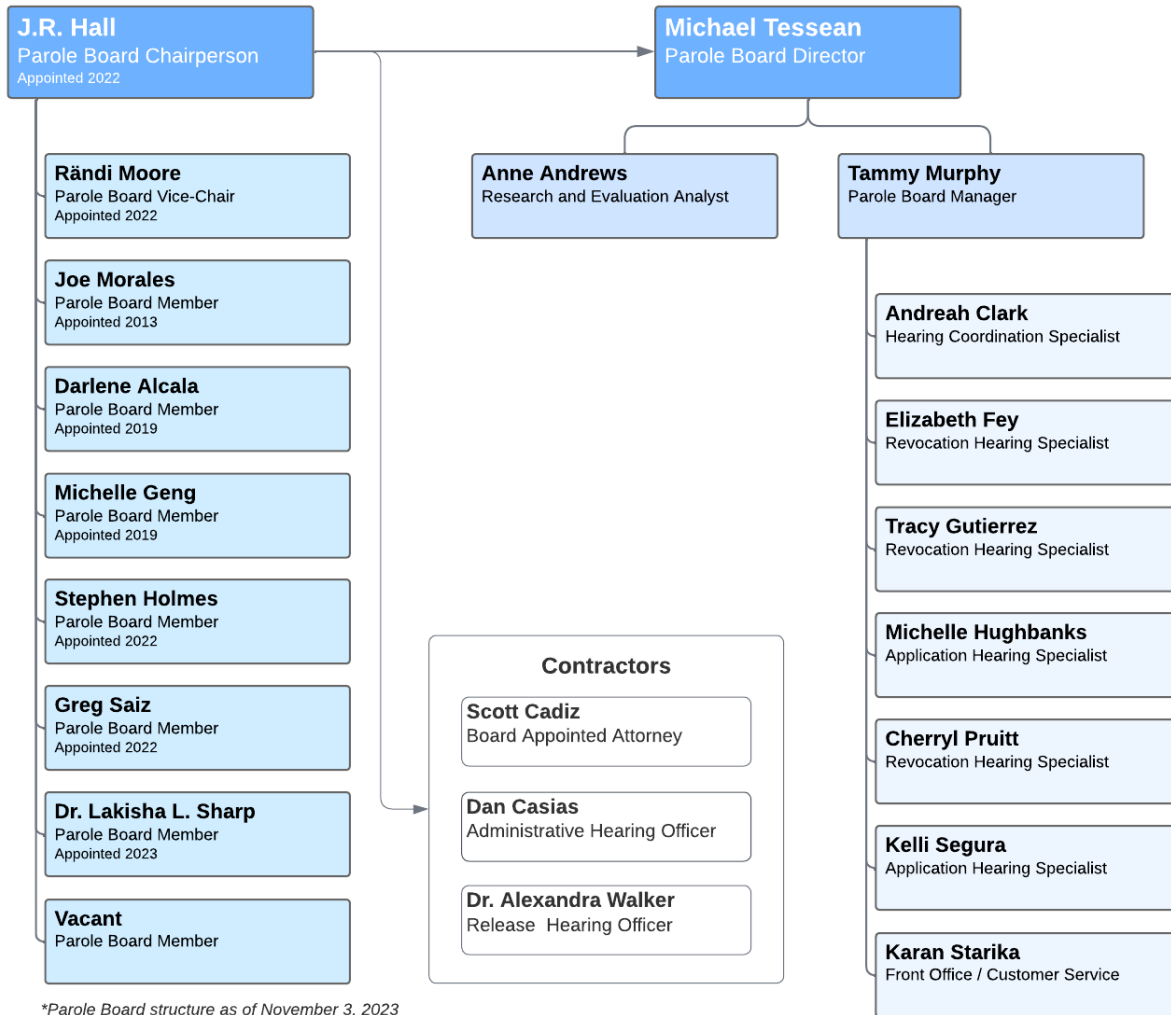 J.R. Hall
Parole Board Chairperson
Appointed 2022
Michael Tessean
Parole Board Director
Rändi Moore
Parole Board Vice-Chair
Appointed 2022
Joe Morales
Parole Board Member
Appointed 2013
Darlene Alcala
Parole Board Member
Appointed 2019
Michelle Geng
Parole Board Member
Appointed 2019
Stephen Holmes
Parole Board Member
Appointed 2022
Greg Saiz
Parole Board Member
Appointed 2022
Dr. Lakisha L. Sharp
Parole Board Member
Appointed 2023
Vacant
Parole Board Member
Anne Andrews
Research and Evaluation Analyst
Tammy Murphy
Parole Board Manager
Andreah Clark
Hearing Coordination Specialist
Elizabeth Fey
Revocation Hearing Specialist
Tracy Gutierrez
Revocation Hearing Specialist
Michelle Hughbanks
Application Hearing Specialist
Cherryl Pruitt
Revocation Hearing Specialist
Kelli Segura
Application Hearing Specialist
Karan Starika
Front Office / Customer Service
Contractors
Scott Cadiz
Board Appointed Attorney
Dan Casias
Administrative Hearing Officer
Dr. Alexandra Walker
Release  Hearing Officer
*Parole Board structure as of November 3, 2023